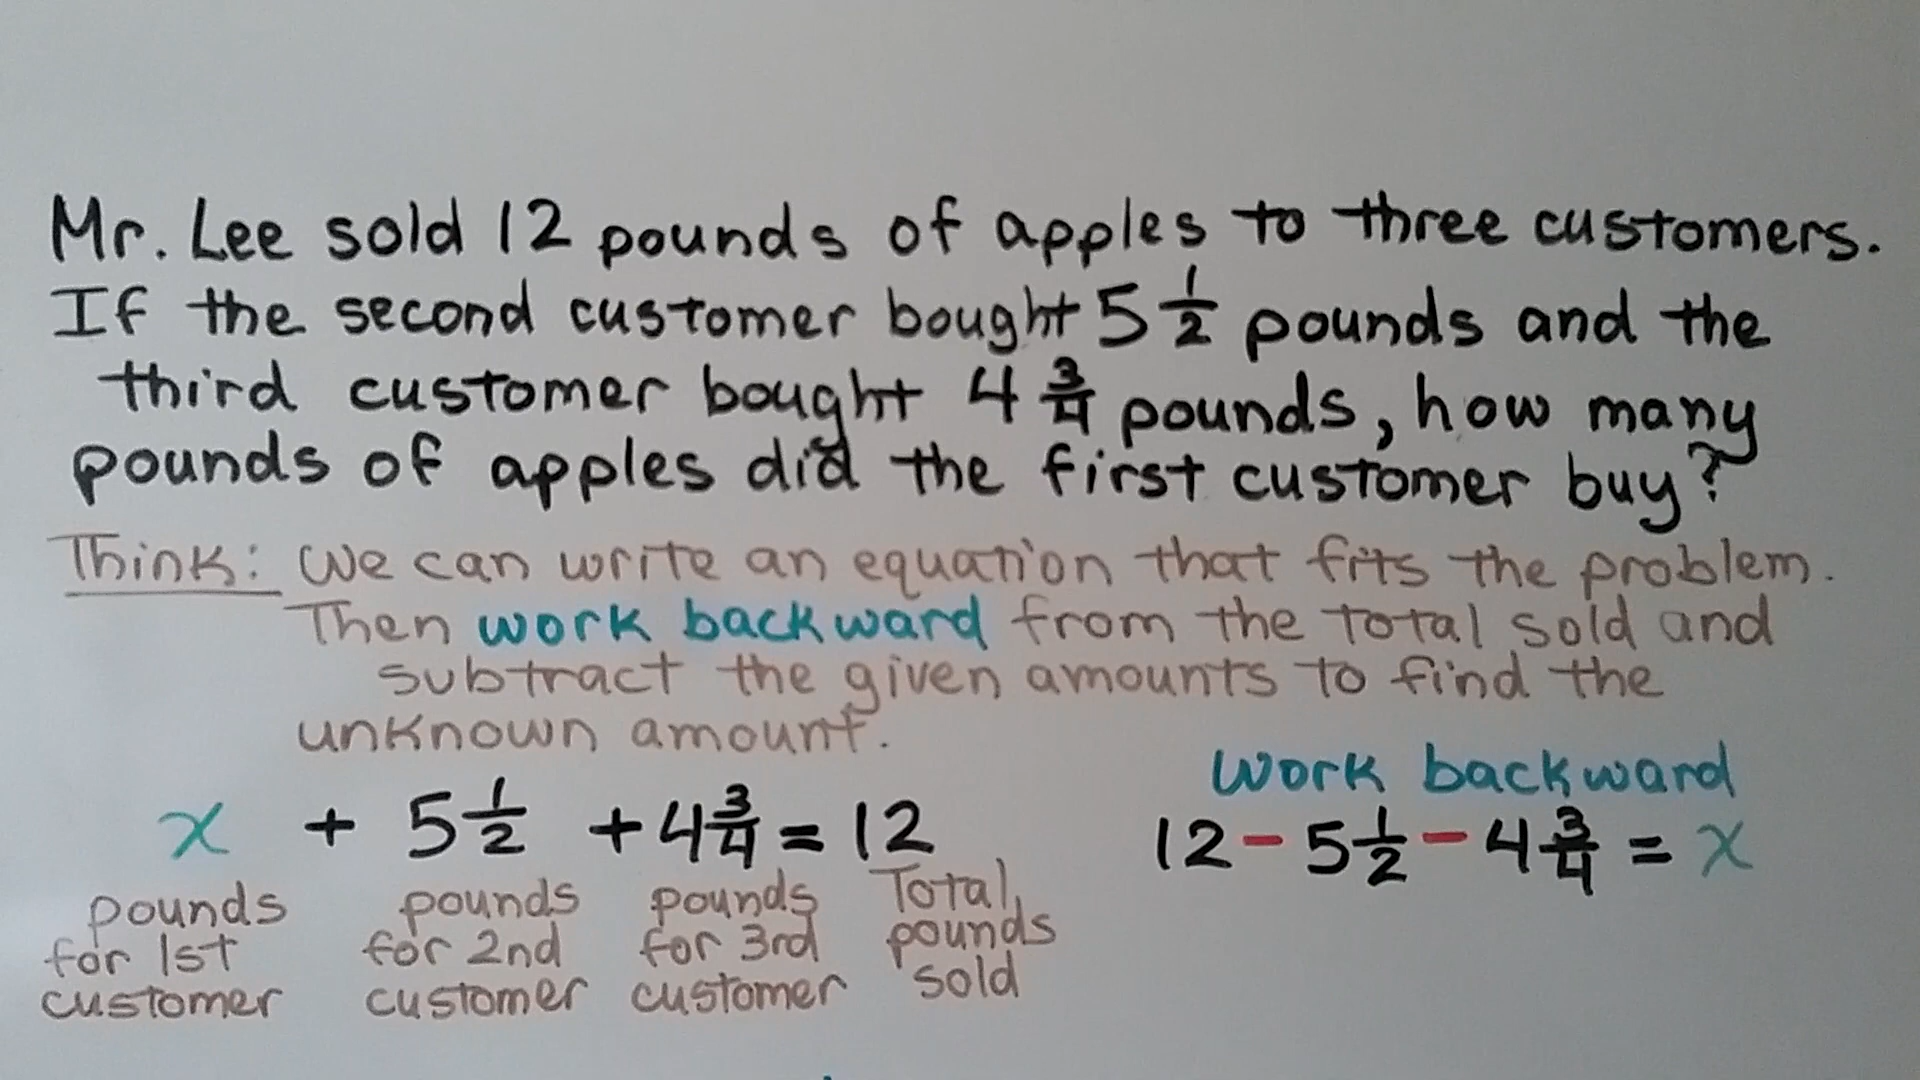 Mr. Lee sold 12 pounds of apples to three customers.
If the second customer bought 5 1/2 pounds and the
third customer bought 4 3/4 pounds, how many
pounds of apples did the first customer buy?
Think: We can write an equation that fits the problem.
Then work backward from the total sold and
subtract the given amounts to find the
unknown amount.
x + 5 1/2 + 4 3/4 = 12
pounds for 1st customer
pounds for 2nd customer
pounds for 3rd customer
Total pounds sold
work backward
12 - 5 1/2 - 4 3/4 = x